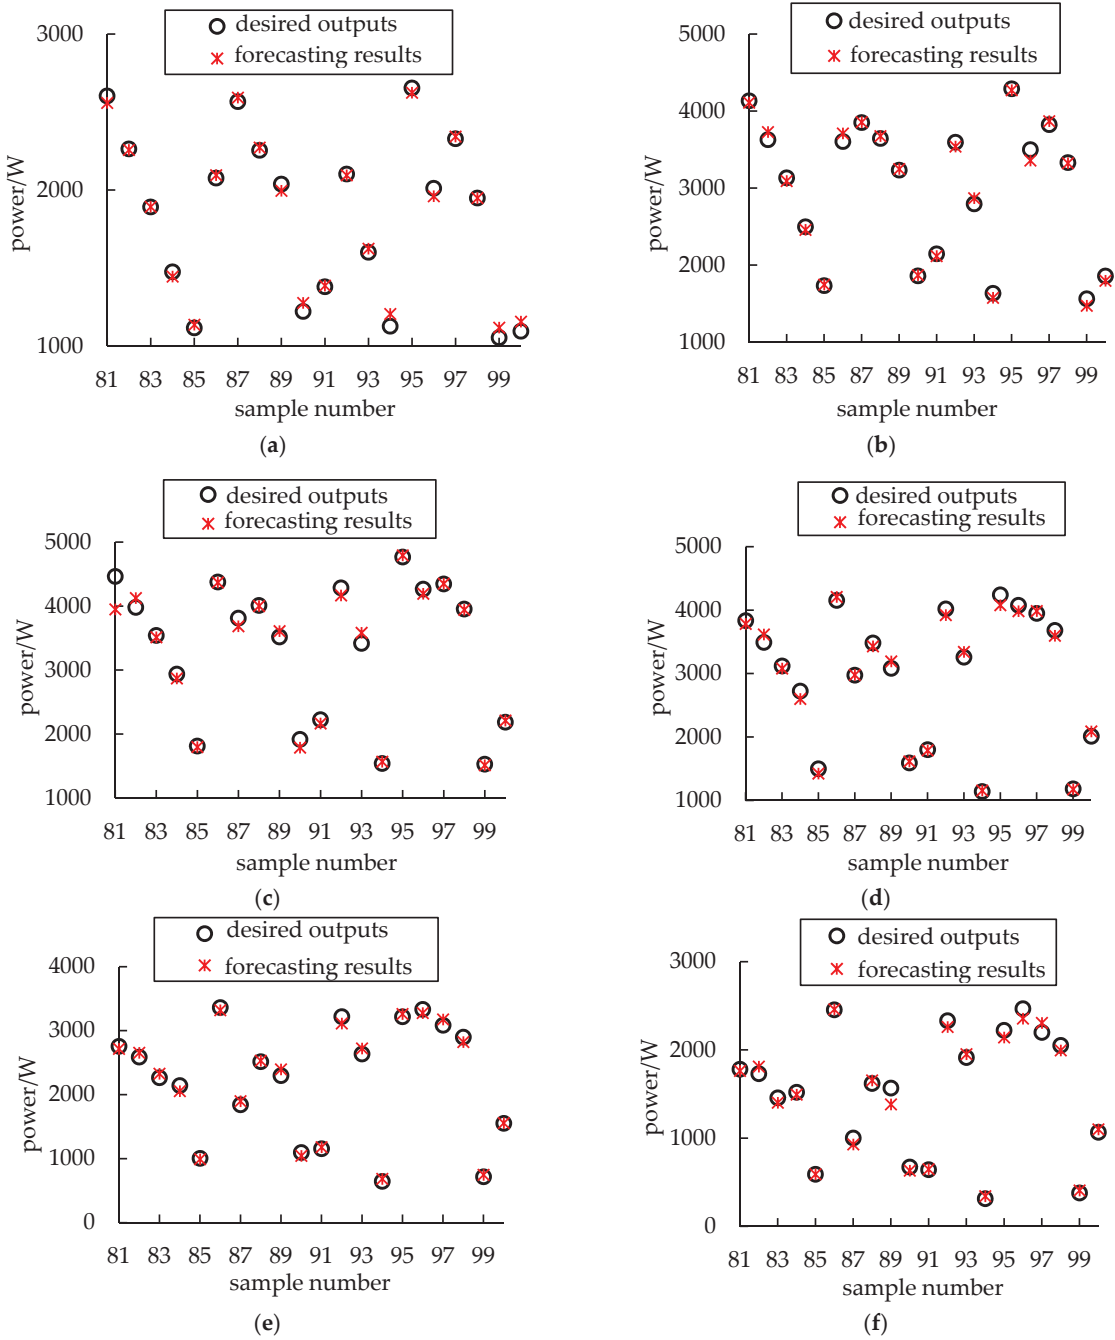 desired outputs
forecasting results
3000
2000
1000
power/W
81 83 85 87 89 91 93 95 97 99
sample number
(a)
desired outputs
forecasting results
5000
4000
3000
2000
1000
power/W
81 83 85 87 89 91 93 95 97 99
sample number
(b)
desired outputs
forecasting results
5000
4000
3000
2000
1000
power/W
81 83 85 87 89 91 93 95 97 99
sample number
(c)
desired outputs
forecasting results
5000
4000
3000
2000
1000
power/W
81 83 85 87 89 91 93 95 97 99
sample number
(d)
desired outputs
forecasting results
4000
3000
2000
1000
0
power/W
81 83 85 87 89 91 93 95 97 99
sample number
(e)
desired outputs
forecasting results
3000
2000
1000
0
power/W
81 83 85 87 89 91 93 95 97 99
sample number
(f)